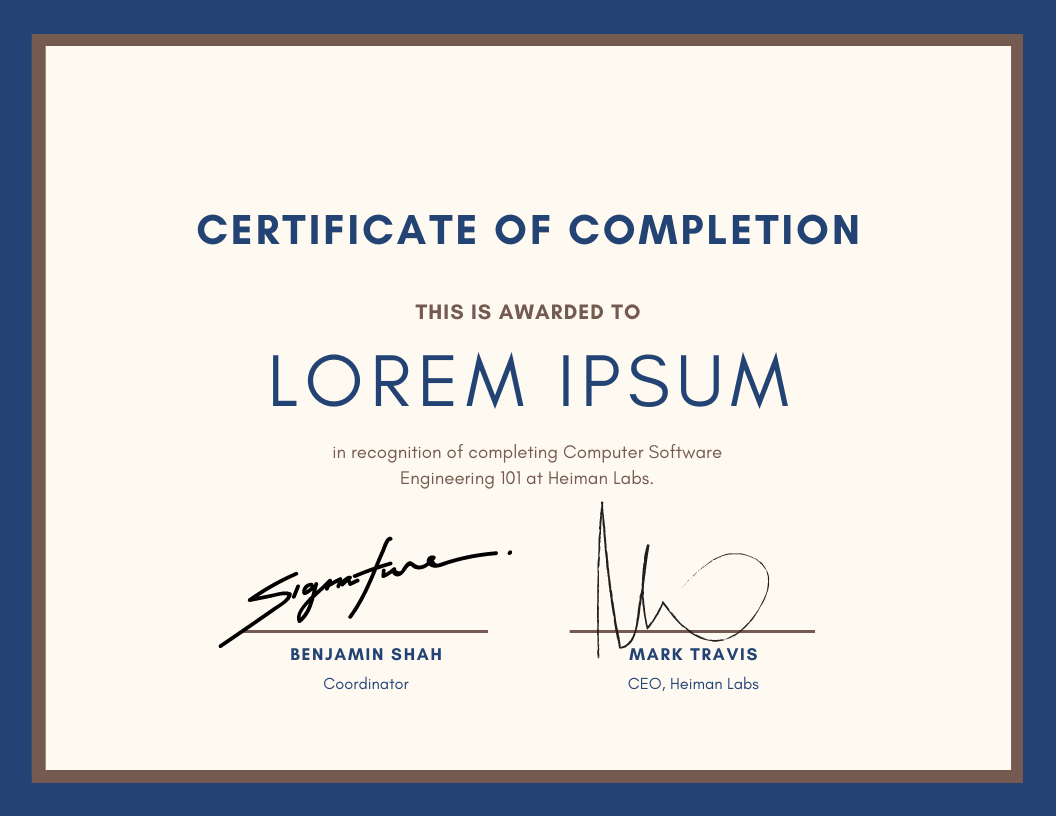 CERTIFICATE OF COMPLETION
THIS IS AWARDED TO
LOREM IPSUM
in recognition of completing Computer Software
Engineering 101 at Heiman Labs.
Signature
BENJAMIN SHAH
Coordinator
MARK TRAVIS
CEO, Heiman Labs